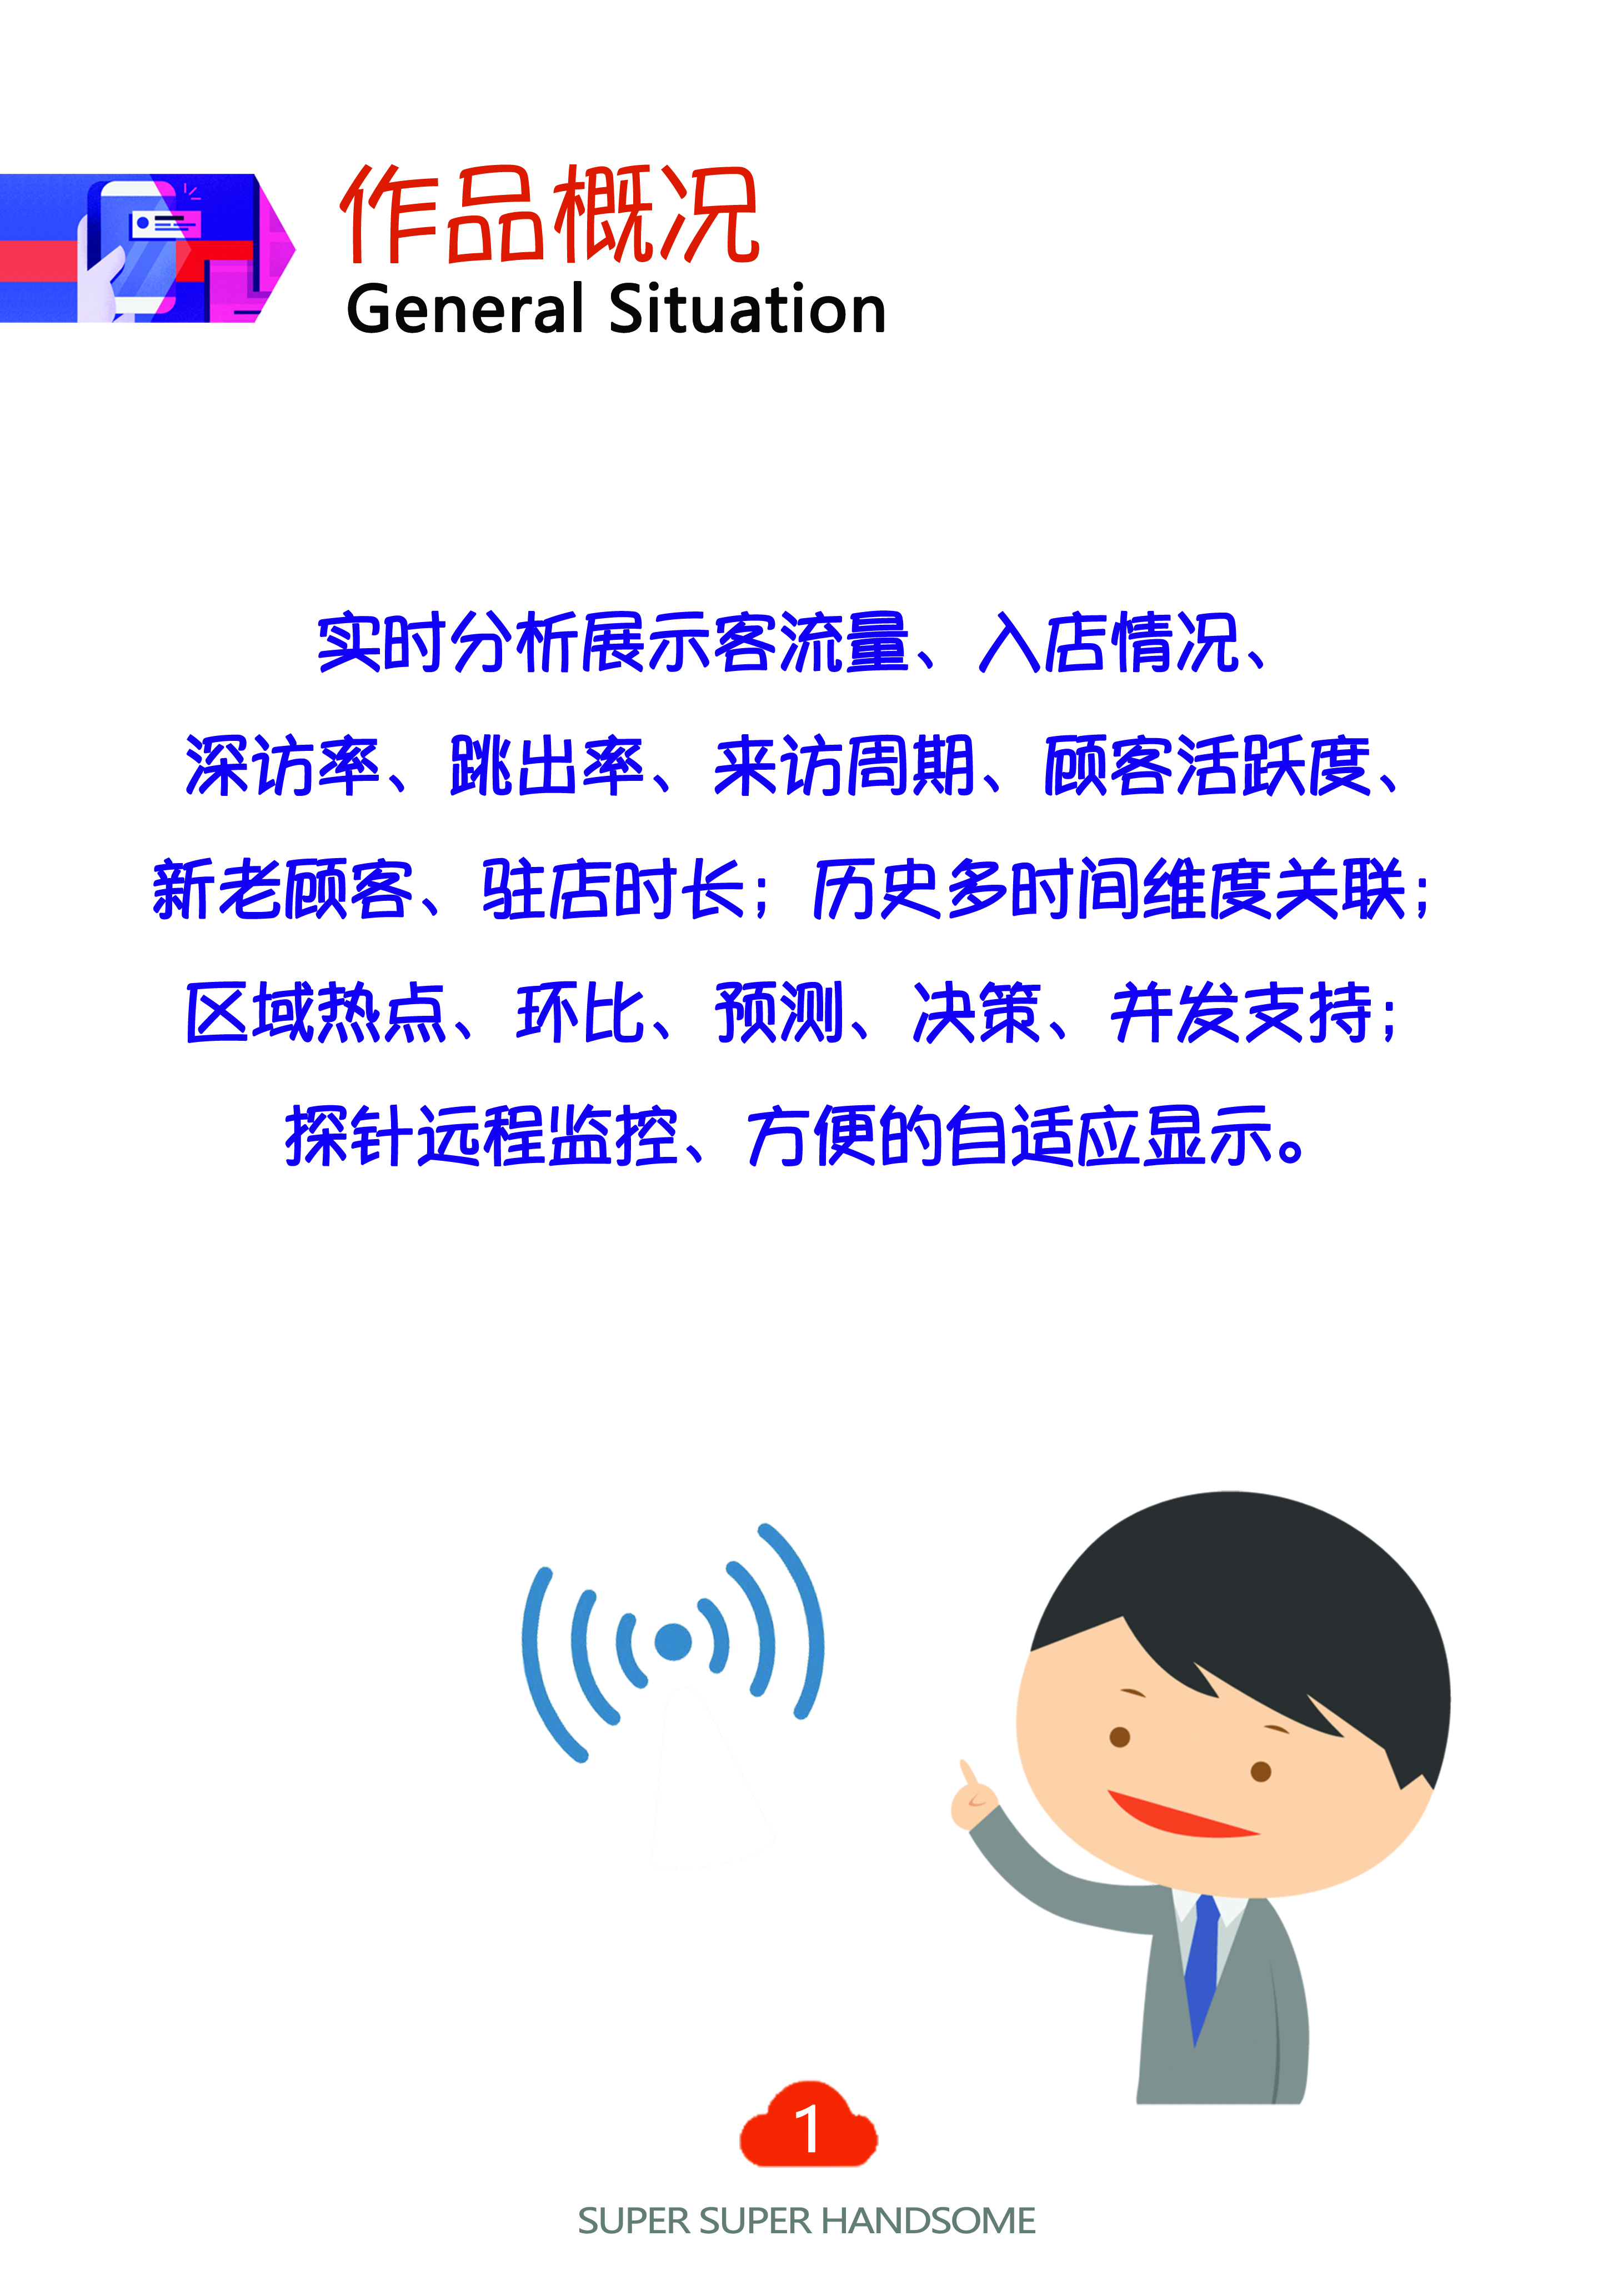 作品概况
General Situation
实时分析展示客流量、入店情况、
深访率、跳出率、来访周期、顾客活跃度、
新老顾客、驻店时长；历史多时间维度关联；
区域热点、环比、预测、决策、并发支持；
探针远程监控、方便的自适应显示。
1
SUPER SUPER HANDSOME